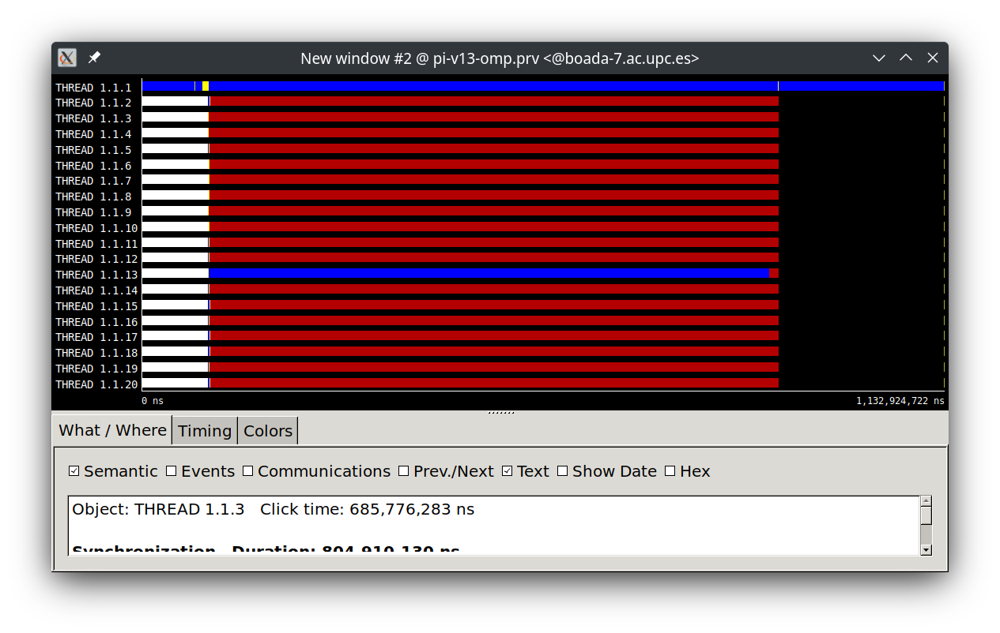 New window #2 @ pi-v13-omp.prv <@boada-7.ac.upc.es>
THREAD 1.1.1
THREAD 1.1.2
THREAD 1.1.3
THREAD 1.1.4
THREAD 1.1.5
THREAD 1.1.6
THREAD 1.1.7
THREAD 1.1.8
THREAD 1.1.9
THREAD 1.1.10
THREAD 1.1.11
THREAD 1.1.12
THREAD 1.1.13
THREAD 1.1.14
THREAD 1.1.15
THREAD 1.1.16
THREAD 1.1.17
THREAD 1.1.18
THREAD 1.1.19
THREAD 1.1.20
0 ns 1,132,924,722 ns
What / Where Timing Colors
Semantic Events Communications Prev./Next Text Show Date Hex
Object: THREAD 1.1.3 Click time: 685,776,283 ns
Synchronization Duration: 804,910,130 ns